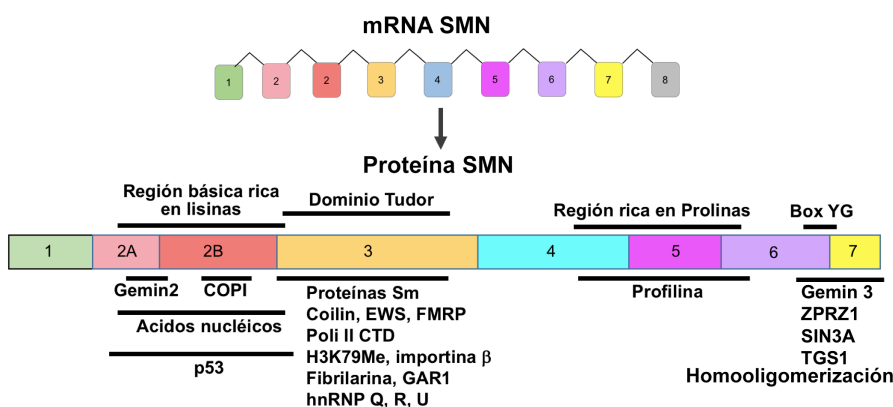 mRNA SMN
1 2 2 3 4 5 6 7 8
Proteína SMN
Región básica rica
en lisinas
Dominio Tudor
Región rica en Prolinas
Box YG
1 2A 2B 3 4 5 6 7
Gemin2
COPI
Acidos nucléicos
p53
Proteínas Sm
Coilin, EWS, FMRP
Poli II CTD
H3K79Me, importina β
Fibrilarina, GAR1
hnRNP Q, R, U
Profilina
Gemin 3
ZPRZ1
SIN3A
TGS1
Homooligomerización